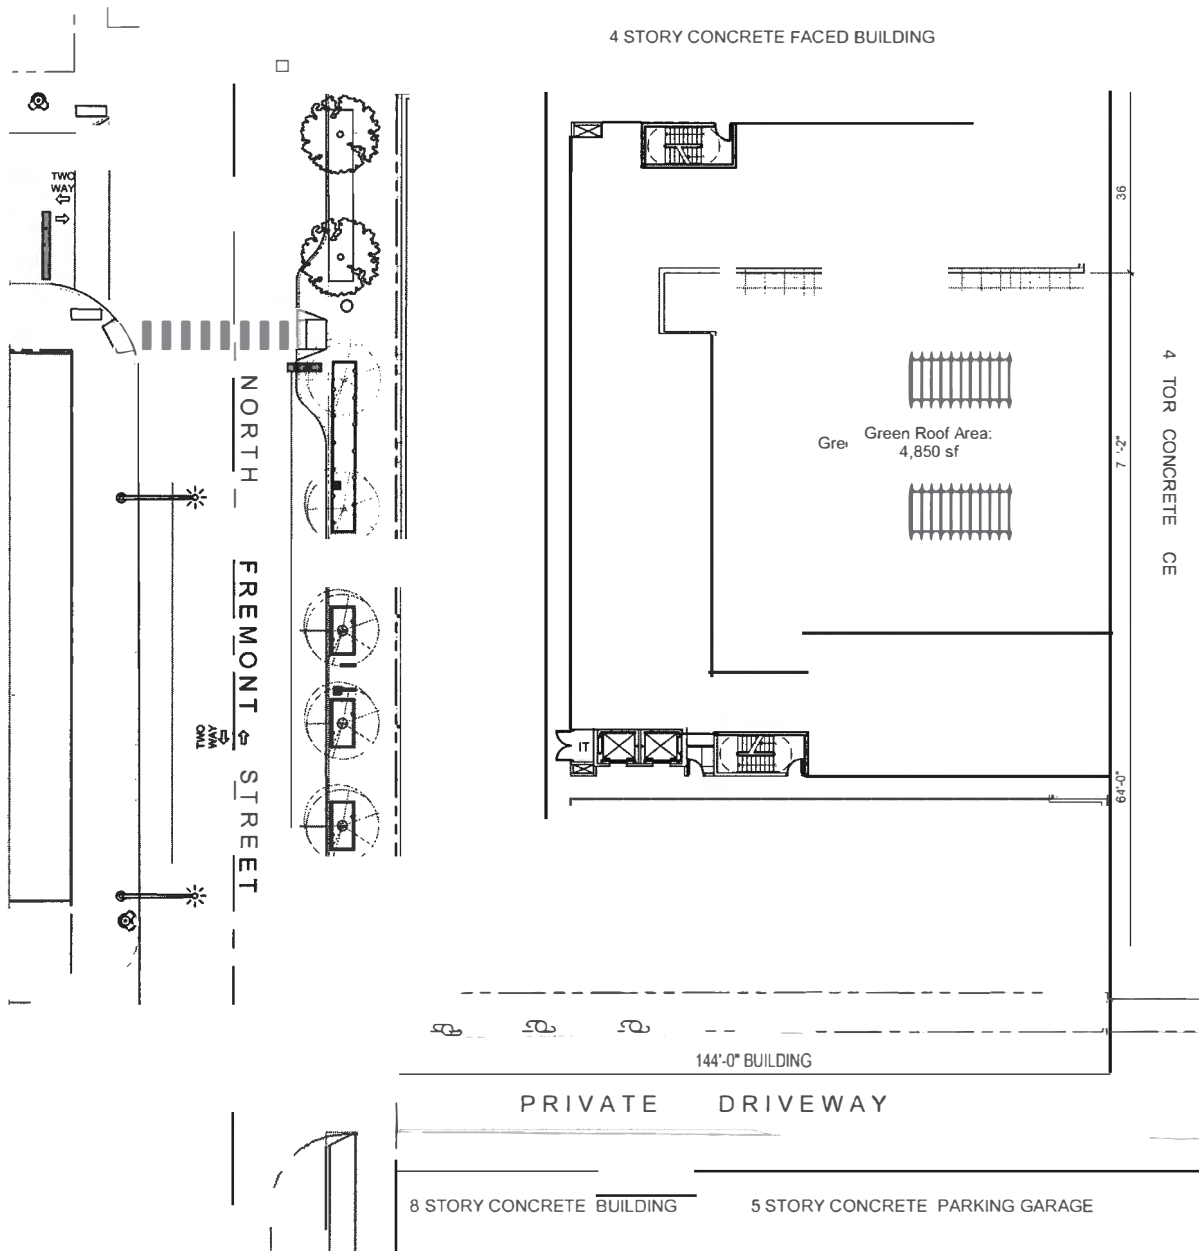 4 STORY CONCRETE FACED BUILDING
TWO
WAY
36
NORTH
4 TOR CONCRETE CE
Gre
Green Roof Area:
4,850 sf
7 '-2"
FREMONT
TWO
WAY
STREET
IT
64'-0"
144'-0" BUILDING
PRIVATE DRIVEWAY
8 STORY CONCRETE BUILDING
5 STORY CONCRETE PARKING GARAGE